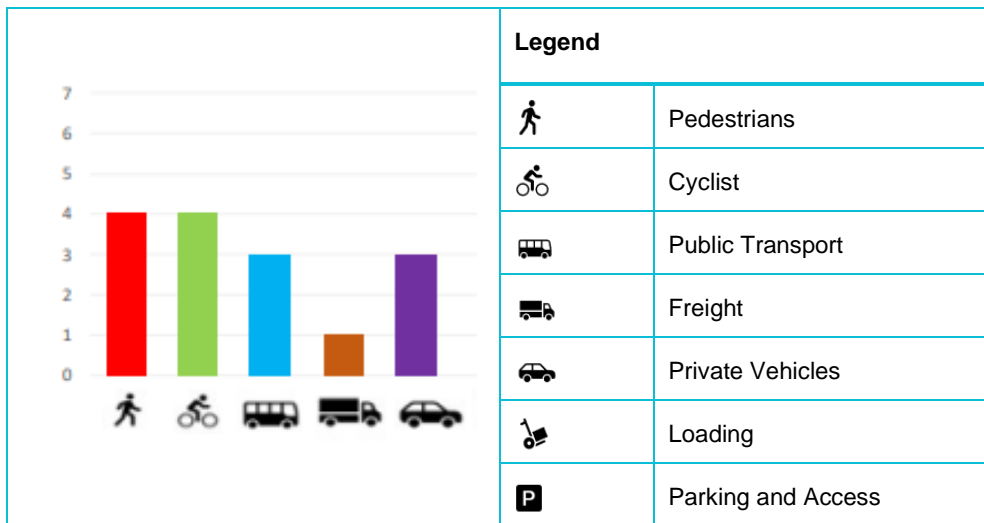 Legend
7
6
5
4
3
2
1
0
Pedestrians
Cyclist
Public Transport
Freight
Private Vehicles
Loading
P
Parking and Access